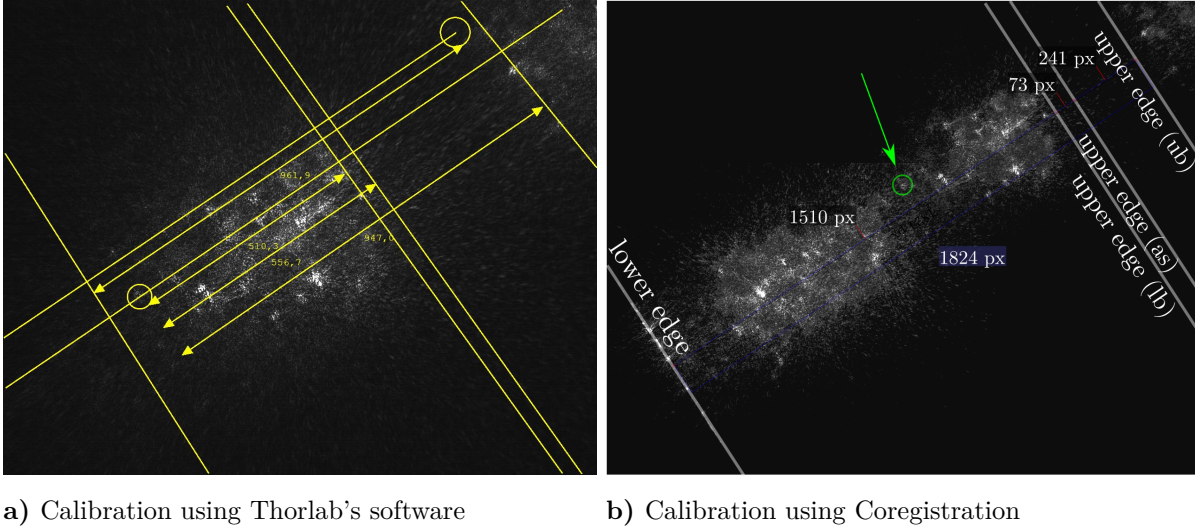 961,9
510,3
556,7
947,0
241 px
73 px
1510 px
1824 px
upper edge (ub)
upper edge (as)
upper edge (lb)
lower edge
a) Calibration using Thorlab's software
b) Calibration using Coregistration